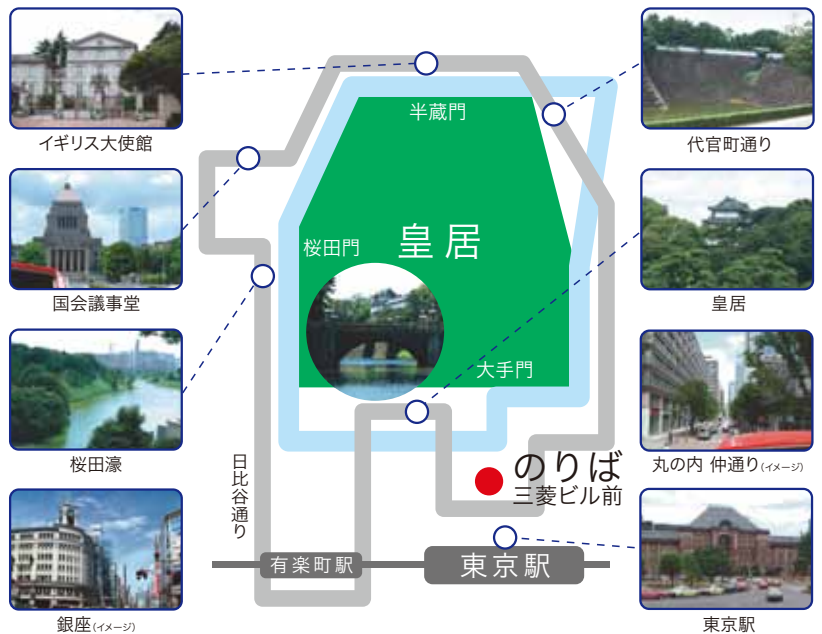 イギリス大使館
国会議事堂
桜田濠
銀座(イメージ)
半蔵門
桜田門
皇居
大手門
日比谷通り
のりば
三菱ビル前
有楽町駅
東京駅
代官町通り
皇居
丸の内 仲通り(イメージ)
東京駅